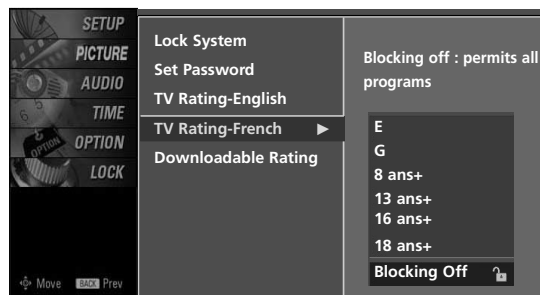 SETUP
PICTURE
AUDIO
TIME
OPTION
LOCK
Move BACK Prev
Lock System
Set Password
TV Rating-English
TV Rating-French ►
Downloadable Rating
Blocking off : permits all
programs
E
G
8 ans+
13 ans+
16 ans+
18 ans+
Blocking Off